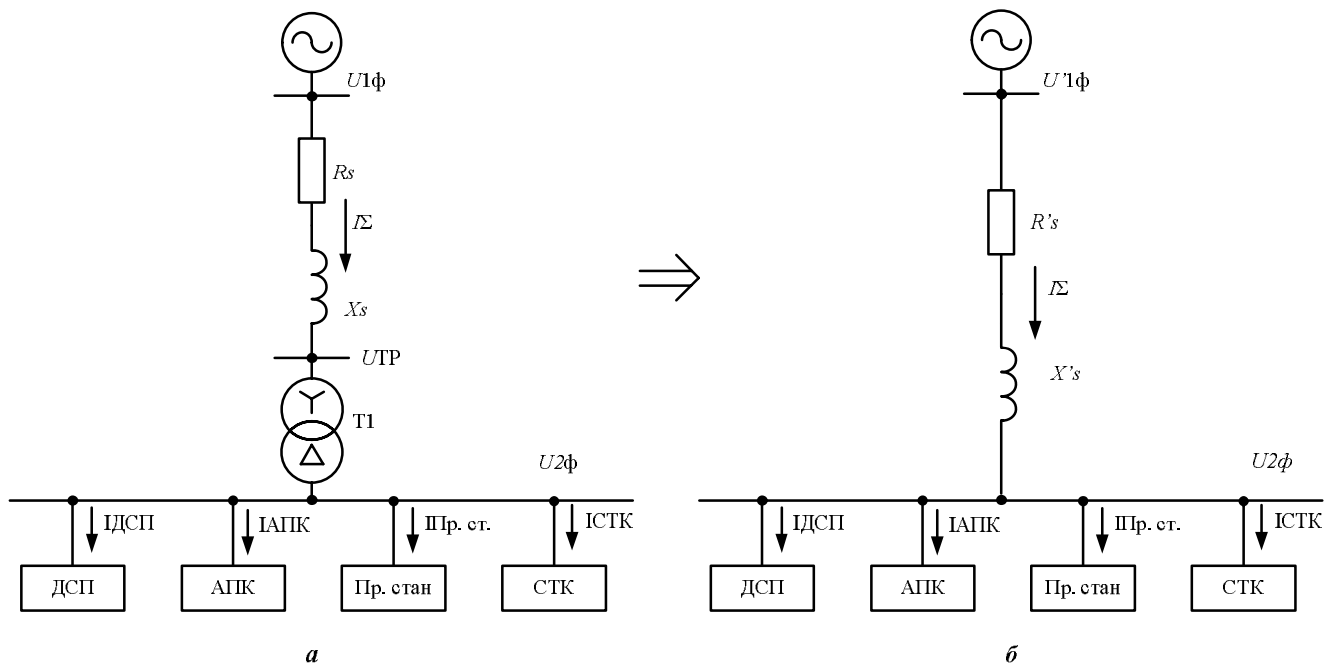 U1ф
Rs
IΣ
Xs
UТР
Т1
U2ф
IДСП
IАПК
IПр. ст.
IСТК
ДСП
АПК
Пр. стан
СТК
а
U’1ф
R’s
IΣ
X’s
U2ф
IДСП
IАПК
IПр. ст.
IСТК
ДСП
АПК
Пр. стан
СТК
б